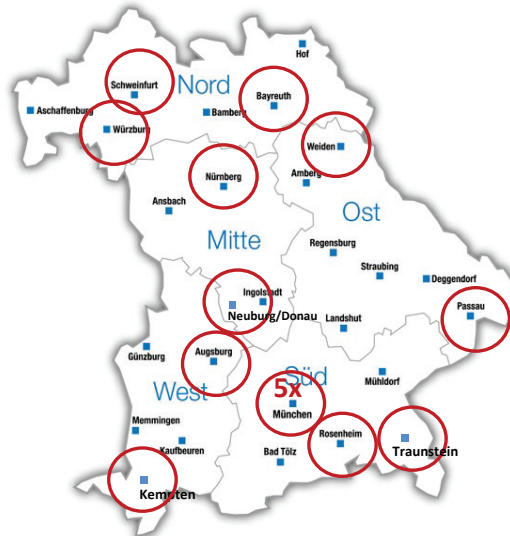 Hof
Schweinfurt
Nord
Bayreuth
Aschaffenburg
Bamberg
Würzburg
Weiden
Nürnberg
Amberg
Ansbach
Ost
Mitte
Regensburg
Straubing
Deggendorf
Ingolstadt
Neuburg/Donau
Passau
Landshut
Günzburg
Augsburg
Süd
Mühldorf
West
5x
München
Memmingen
Kaufbeuren
Rosenheim
Bad Tölz
Traunstein
Kempten